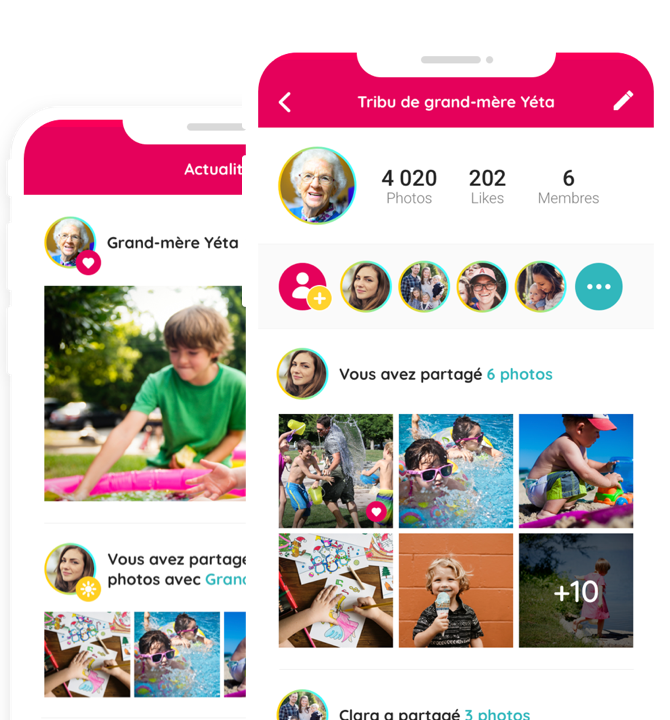 Actualit
Grand-mère Yéta
Vous avez partagé
photos avec Grand
Tribu de grand-mère Yéta
4 020
Photos
202
Likes
6
Membres
Vous avez partagé 6 photos
+10
Clara a partagé 3 photos